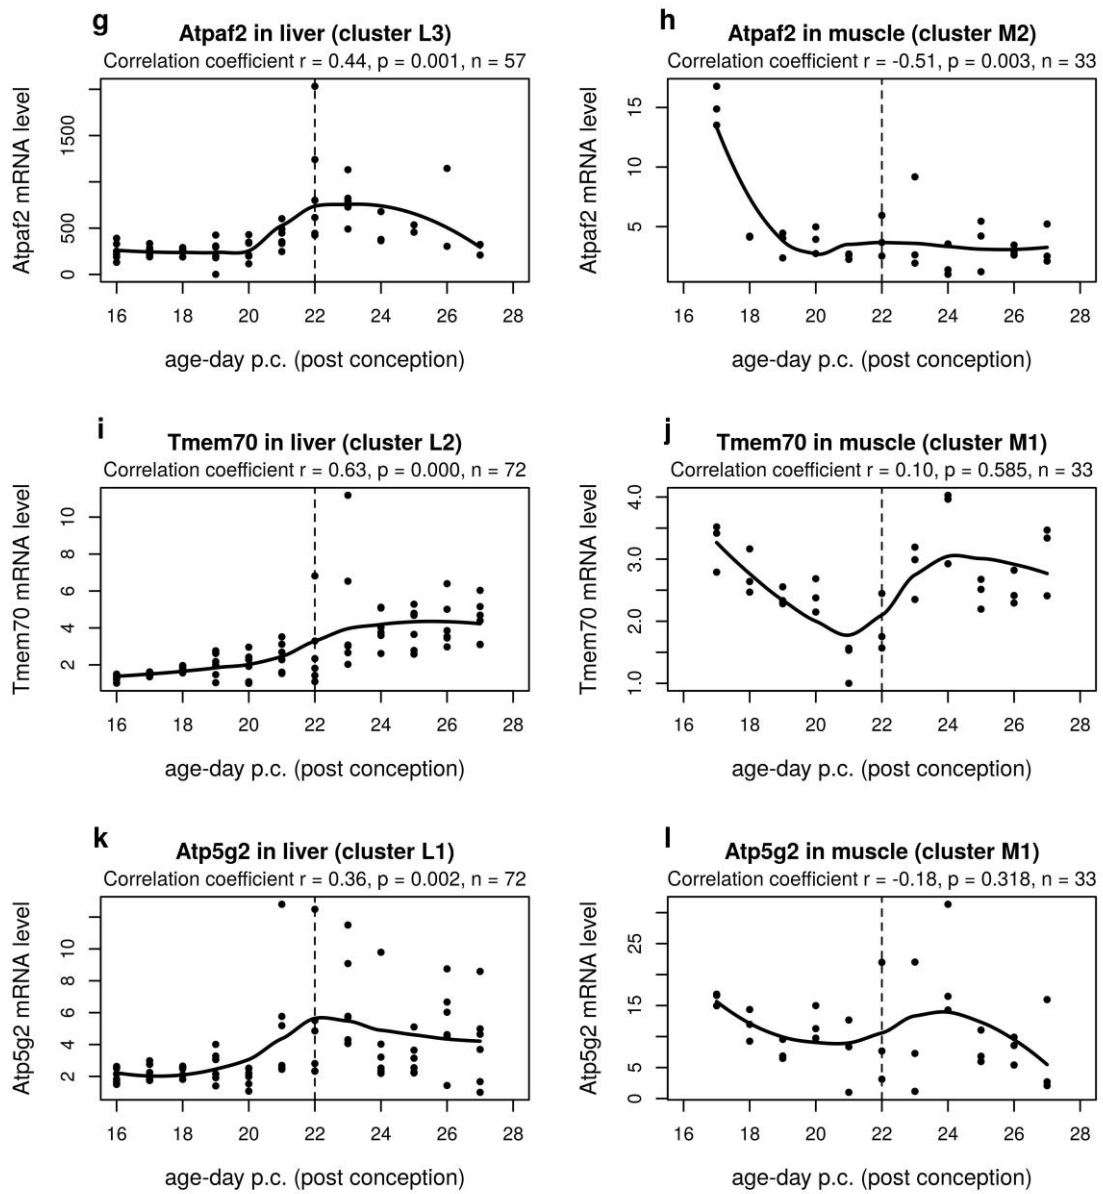 g
Atpaf2 in liver (cluster L3)
Correlation coefficient r = 0.44, p = 0.001, n = 57
Atpaf2 mRNA level
1500
500
0
16 18 20 22 24 26 28
age-day p.c. (post conception)
h
Atpaf2 in muscle (cluster M2)
Correlation coefficient r = -0.51, p = 0.003, n = 33
Atpaf2 mRNA level
15
10
5
16 18 20 22 24 26 28
age-day p.c. (post conception)
i
Tmem70 in liver (cluster L2)
Correlation coefficient r = 0.63, p = 0.000, n = 72
Tmem70 mRNA level
10
8
6
4
2
16 18 20 22 24 26 28
age-day p.c. (post conception)
j
Tmem70 in muscle (cluster M1)
Correlation coefficient r = 0.10, p = 0.585, n = 33
Tmem70 mRNA level
4.0
3.0
2.0
1.0
16 18 20 22 24 26 28
age-day p.c. (post conception)
k
Atp5g2 in liver (cluster L1)
Correlation coefficient r = 0.36, p = 0.002, n = 72
Atp5g2 mRNA level
10
8
6
4
2
16 18 20 22 24 26 28
age-day p.c. (post conception)
l
Atp5g2 in muscle (cluster M1)
Correlation coefficient r = -0.18, p = 0.318, n = 33
Atp5g2 mRNA level
25
15
5
0
16 18 20 22 24 26 28
age-day p.c. (post conception)